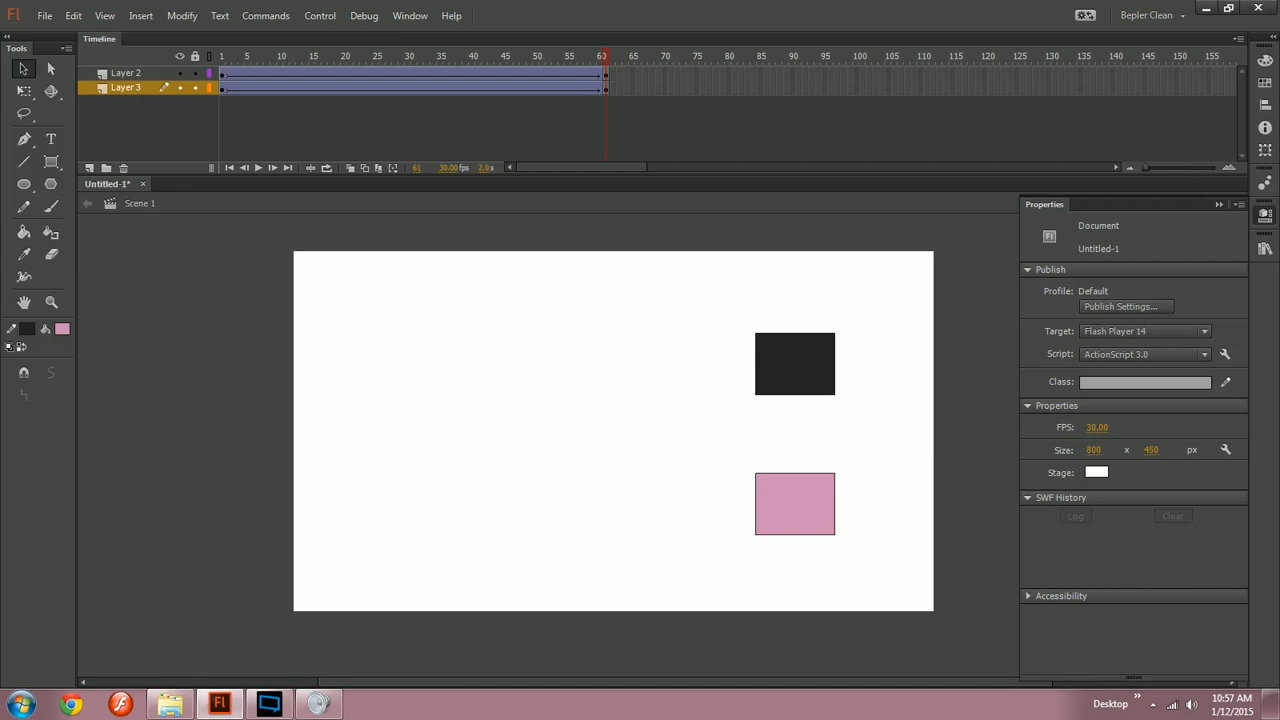 Fl File Edit View Insert Modify Text Commands Control Debug Window Help Bepler Clean
Tools
Timeline
1 5 10 15 20 25 30 35 40 45 50 55 60 65 70 75 80 85 90 95 100 105 110 115 120 125 130 135 140 145 150 155
Layer 2
Layer 3
61 30.00 fps 2.0 s
Untitled-1* ×
Scene 1
Properties
Document
Fl
Untitled-1
Publish
Profile: Default
Publish Settings...
Target: Flash Player 14
Script: ActionScript 3.0
Class:
Properties
FPS: 30.00
Size: 800 x 450 px
Stage:
SWF History
Log Clear
Accessibility
Fl
Desktop
10:57 AM
1/12/2015